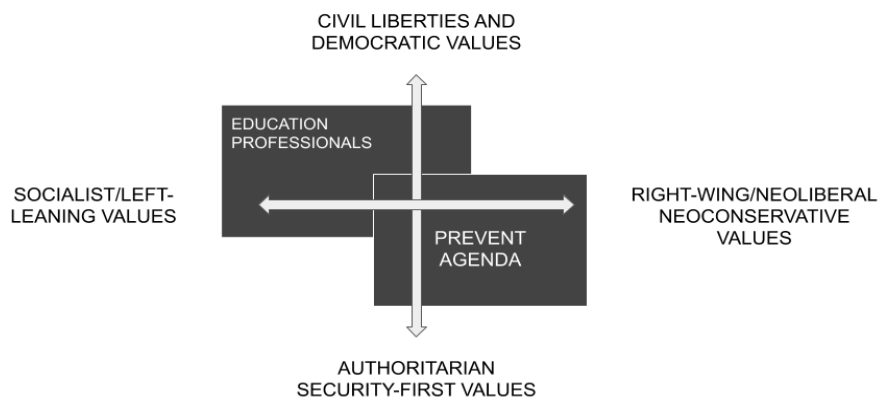 CIVIL LIBERTIES AND
DEMOCRATIC VALUES
EDUCATION
PROFESSIONALS
SOCIALIST/LEFT-
LEANING VALUES
RIGHT-WING/NEOLIBERAL
NEOCONSERVATIVE
VALUES
PREVENT
AGENDA
AUTHORITARIAN
SECURITY-FIRST VALUES